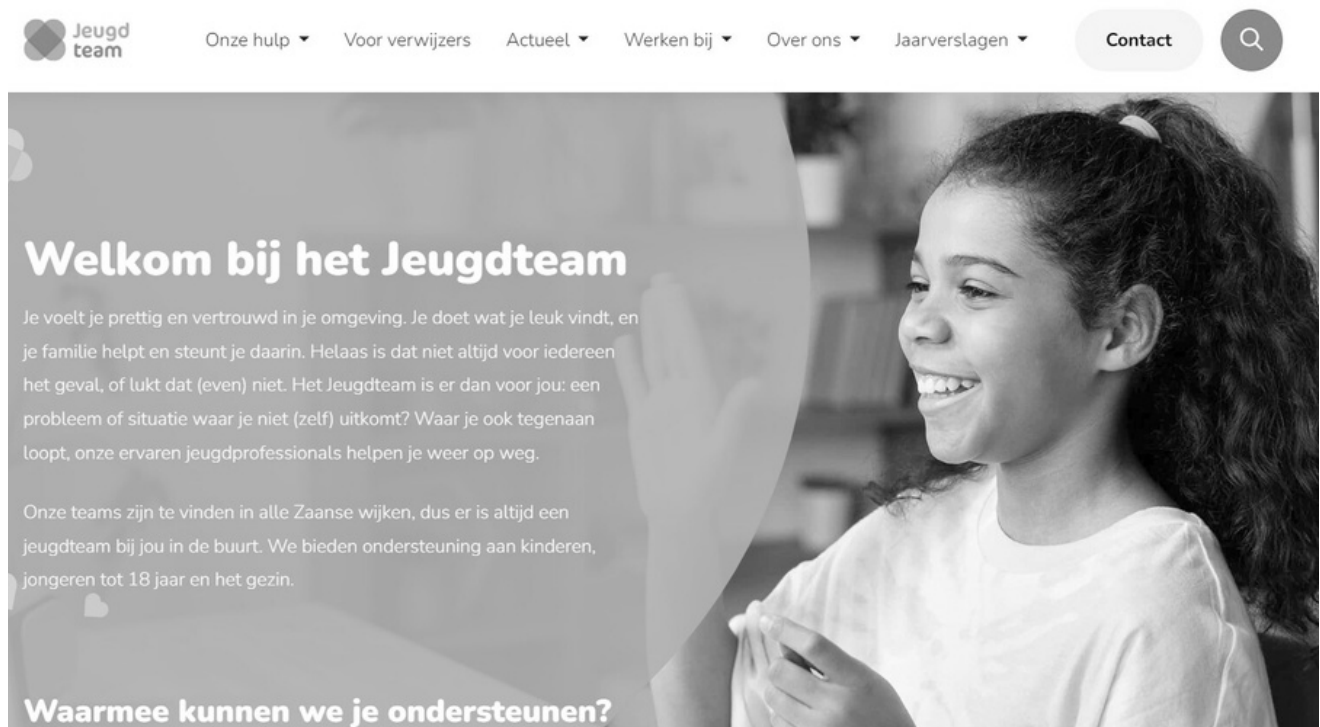 Jeugd
team
Onze hulp
Voor verwijzers
Actueel
Werken bij
Over ons
Jaarverslagen
Contact
Welkom bij het Jeugdteam
Je voelt je prettig en vertrouwd in je omgeving. Je doet wat je leuk vindt, en
je familie helpt en steunt je daarin. Helaas is dat niet altijd voor iedereen
het geval, of lukt dat (even) niet. Het Jeugdteam is er dan voor jou: een
probleem of situatie waar je niet (zelf) uitkomt? Waar je ook tegenaan
loopt, onze ervaren jeugdprofessionals helpen je weer op weg.
Onze teams zijn te vinden in alle Zaanse wijken, dus er is altijd een
jeugdteam bij jou in de buurt. We bieden ondersteuning aan kinderen,
jongeren tot 18 jaar en het gezin.
Waarmee kunnen we je ondersteunen?